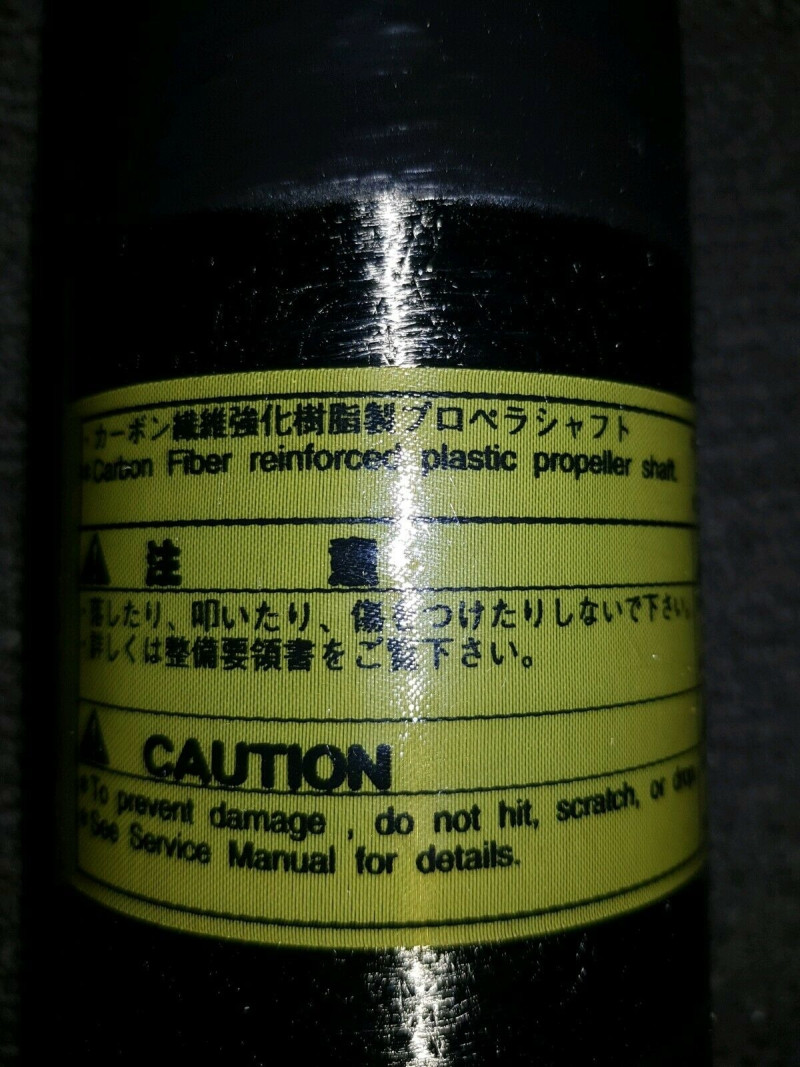 ・カーボン繊維強化樹脂製プロペラシャフト
●Carbon Fiber reinforced plastic propeller shaft.
注 意
・落したり、叩いたり、傷をつけたりしないで下さい。
・詳しくは整備要領書をご覧下さい。
CAUTION
●To prevent damage , do not hit, scratch, or drop.
●See Service Manual for details.